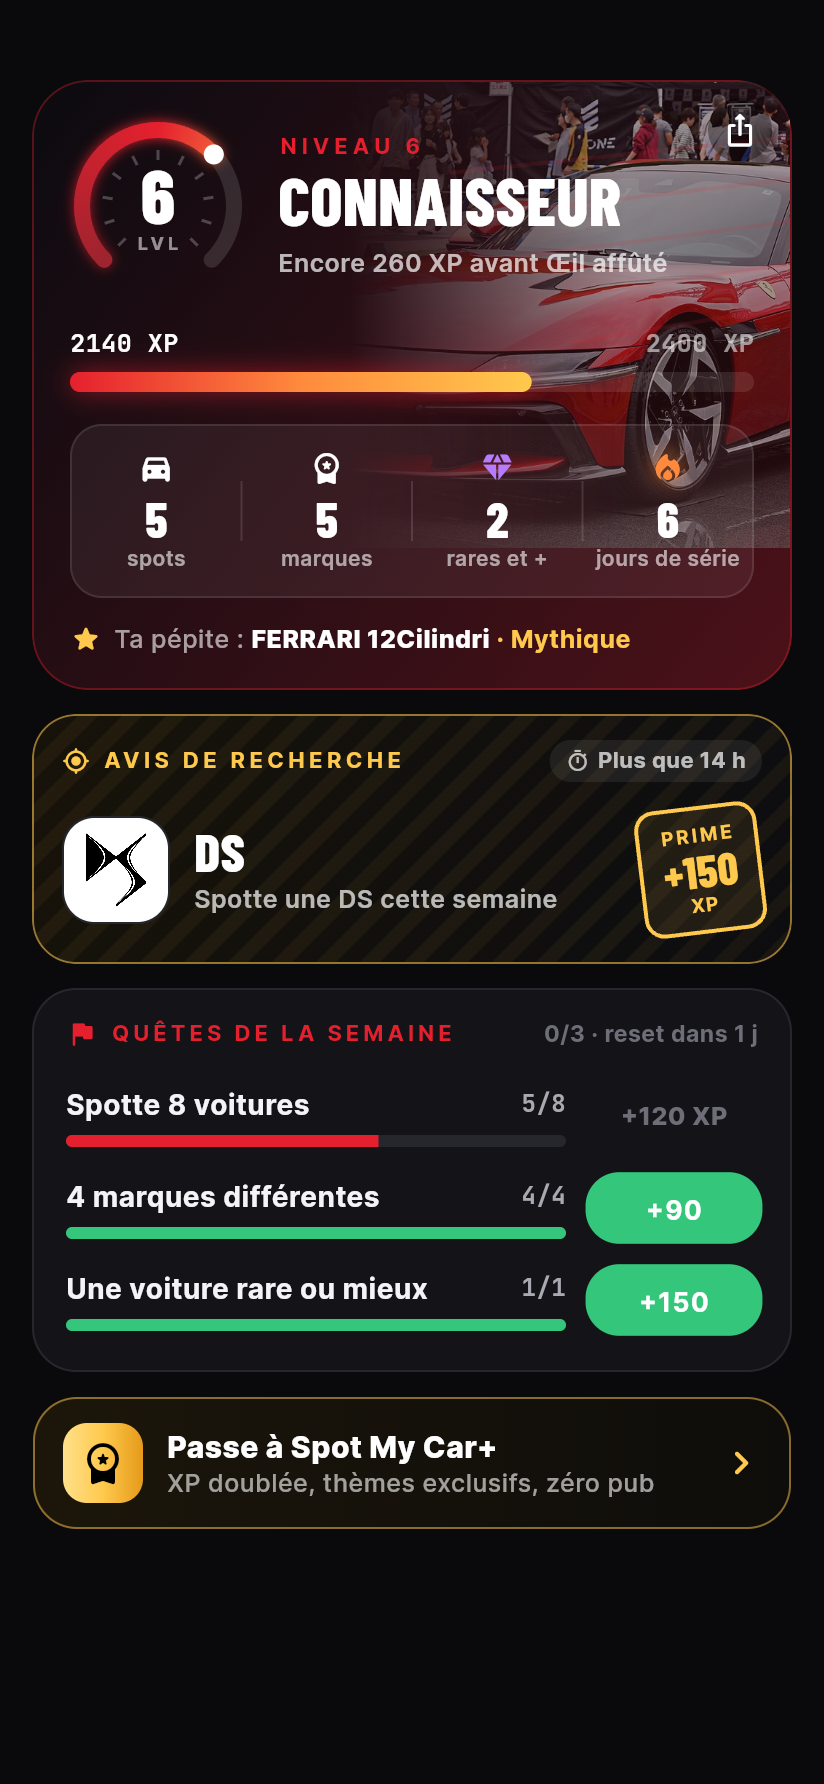 NIVEAU 6
6
LVL
CONNAISSEUR
Encore 260 XP avant Œil affûté
2140 XP
2400 XP
5
spots
5
marques
2
rares et +
6
jours de série
Ta pépite : FERRARI 12Cilindri · Mythique
AVIS DE RECHERCHE
Plus que 14 h
DS
Spotte une DS cette semaine
PRIME
+150
XP
QUÊTES DE LA SEMAINE
0/3 · reset dans 1 j
Spotte 8 voitures
5/8
+120 XP
4 marques différentes
4/4
+90
Une voiture rare ou mieux
1/1
+150
Passe à Spot My Car+
XP doublée, thèmes exclusifs, zéro pub